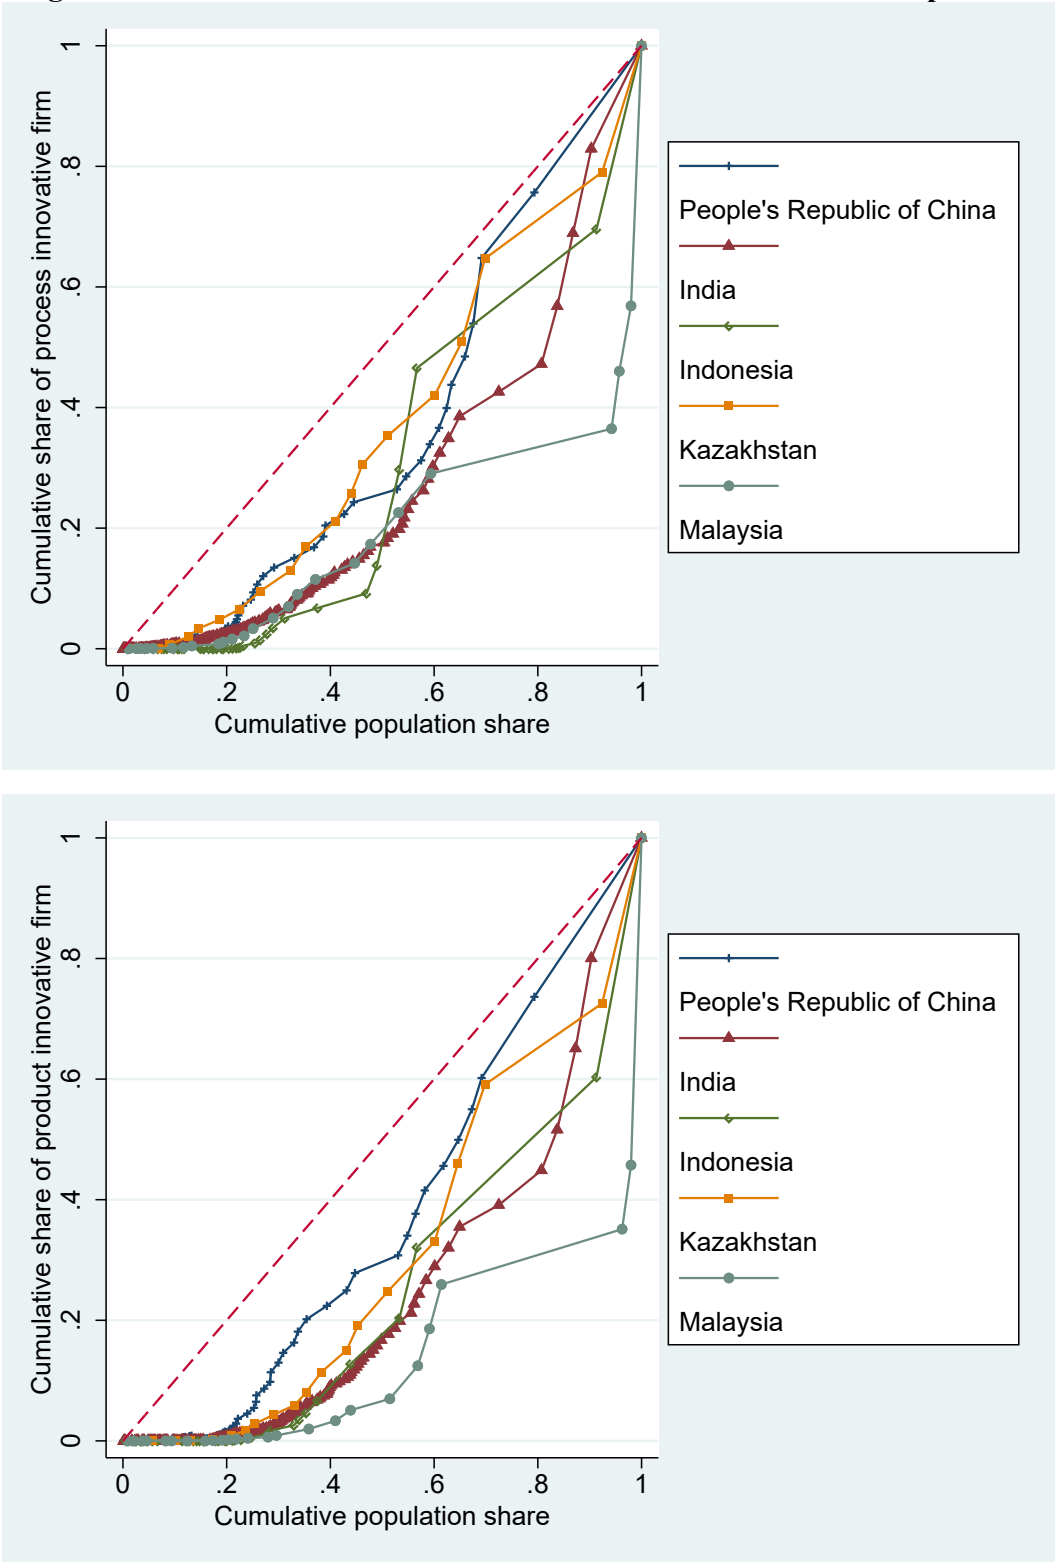 Cumulative share of process innovative firm
1
.8
.6
.4
.2
0
0 .2 .4 .6 .8 1
Cumulative population share
People's Republic of China
India
Indonesia
Kazakhstan
Malaysia
Cumulative share of product innovative firm
1
.8
.6
.4
.2
0
0 .2 .4 .6 .8 1
Cumulative population share
People's Republic of China
India
Indonesia
Kazakhstan
Malaysia